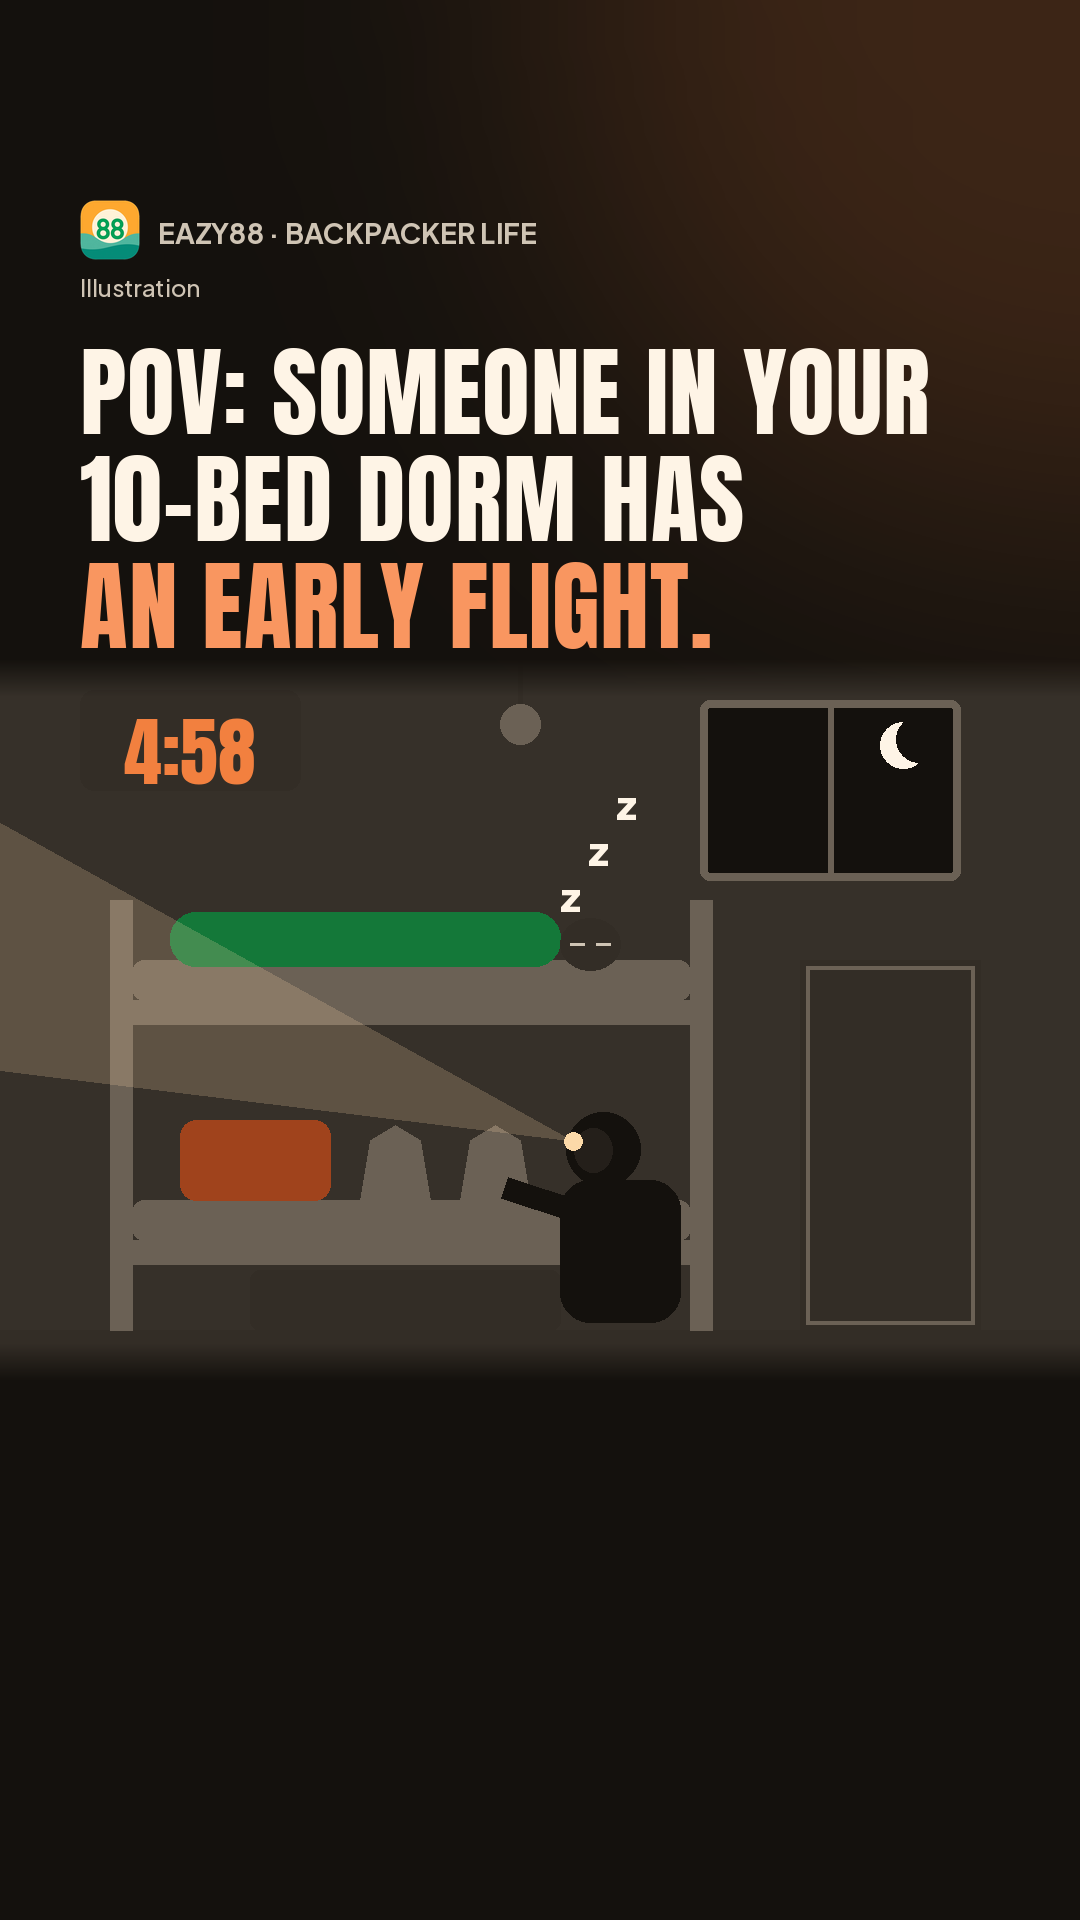 88
EAZY88 · BACKPACKER LIFE
Illustration
POV: SOMEONE IN YOUR
10-BED DORM HAS
AN EARLY FLIGHT.
4:58
z
z
z